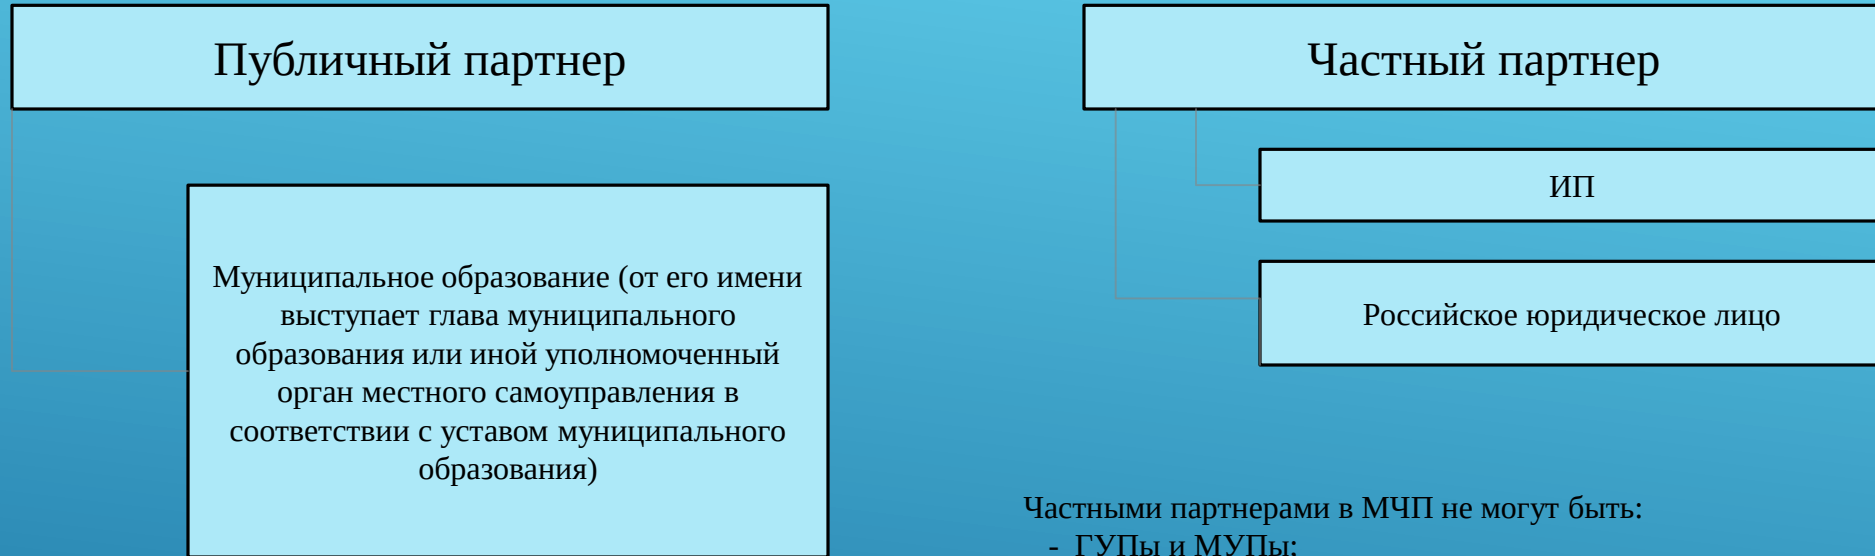 Публичный партнер
Муниципальное образование (от его имени
выступает глава муниципального
образования или иной уполномоченный
орган местного самоуправления в
соответствии с уставом муниципального
образования)
Частный партнер
ИП
Российское юридическое лицо
Частными партнерами в МЧП не могут быть:
- ГУПы и МУПы;